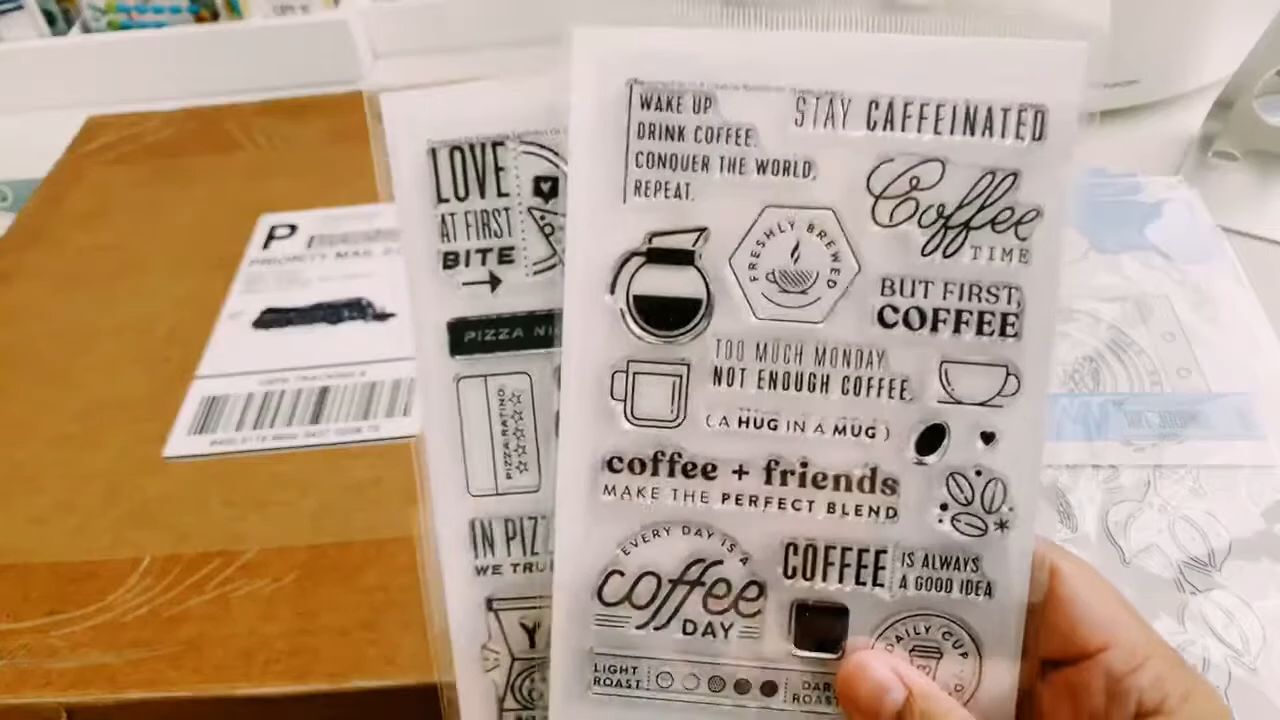 P
PRIORITY MAIL
LOVE
AT FIRST
BITE
PIZZA
PIZZA RATING
IN
WE
WAKE UP
DRINK COFFEE.
CONQUER THE WORLD,
REPEAT.
STAY CAFFEINATED
Coffee
TIME
FRESHLY BREWED
BUT FIRST,
COFFEE
TOO MUCH MONDAY
NOT ENOUGH COFFEE.
(A HUG IN A MUG)
coffee + friends
MAKE THE PERFECT BLEND
EVERY DAY IS A
coffee
DAY
COFFEE IS ALWAYS
A GOOD IDEA
DAILY CUP
LIGHT
ROAST
DARK
ROAST